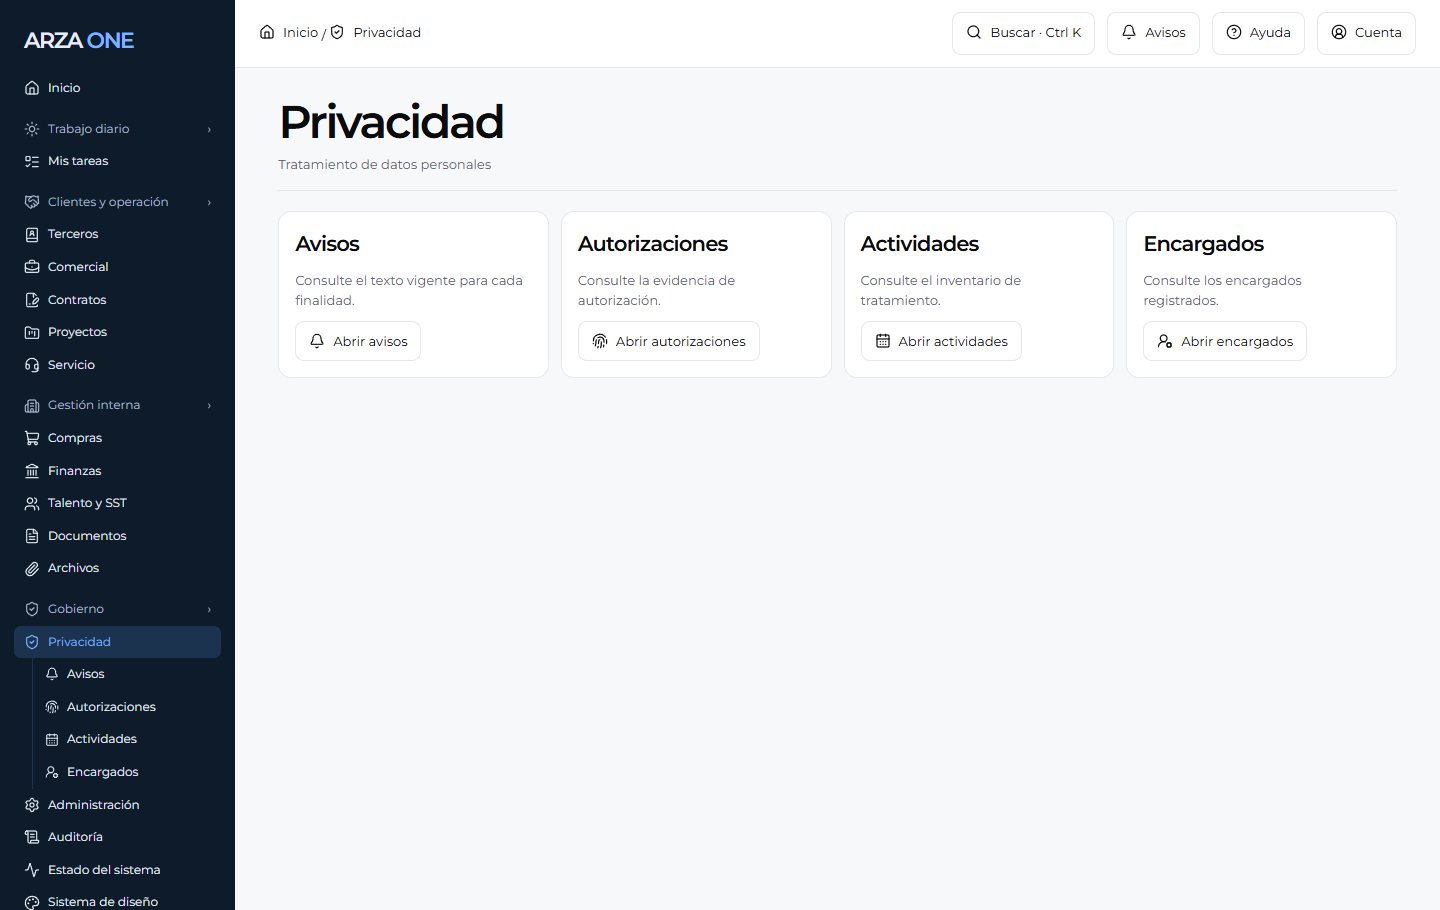 ARZA ONE
Inicio
Trabajo diario
Mis tareas
Clientes y operación
Terceros
Comercial
Contratos
Proyectos
Servicio
Gestión interna
Compras
Finanzas
Talento y SST
Documentos
Archivos
Gobierno
Privacidad
Avisos
Autorizaciones
Actividades
Encargados
Administración
Auditoría
Estado del sistema
Sistema de diseño
Inicio / Privacidad
Buscar · Ctrl K
Avisos
Ayuda
Cuenta
Privacidad
Tratamiento de datos personales
Avisos
Consulte el texto vigente para cada
finalidad.
Abrir avisos
Autorizaciones
Consulte la evidencia de
autorización.
Abrir autorizaciones
Actividades
Consulte el inventario de
tratamiento.
Abrir actividades
Encargados
Consulte los encargados
registrados.
Abrir encargados